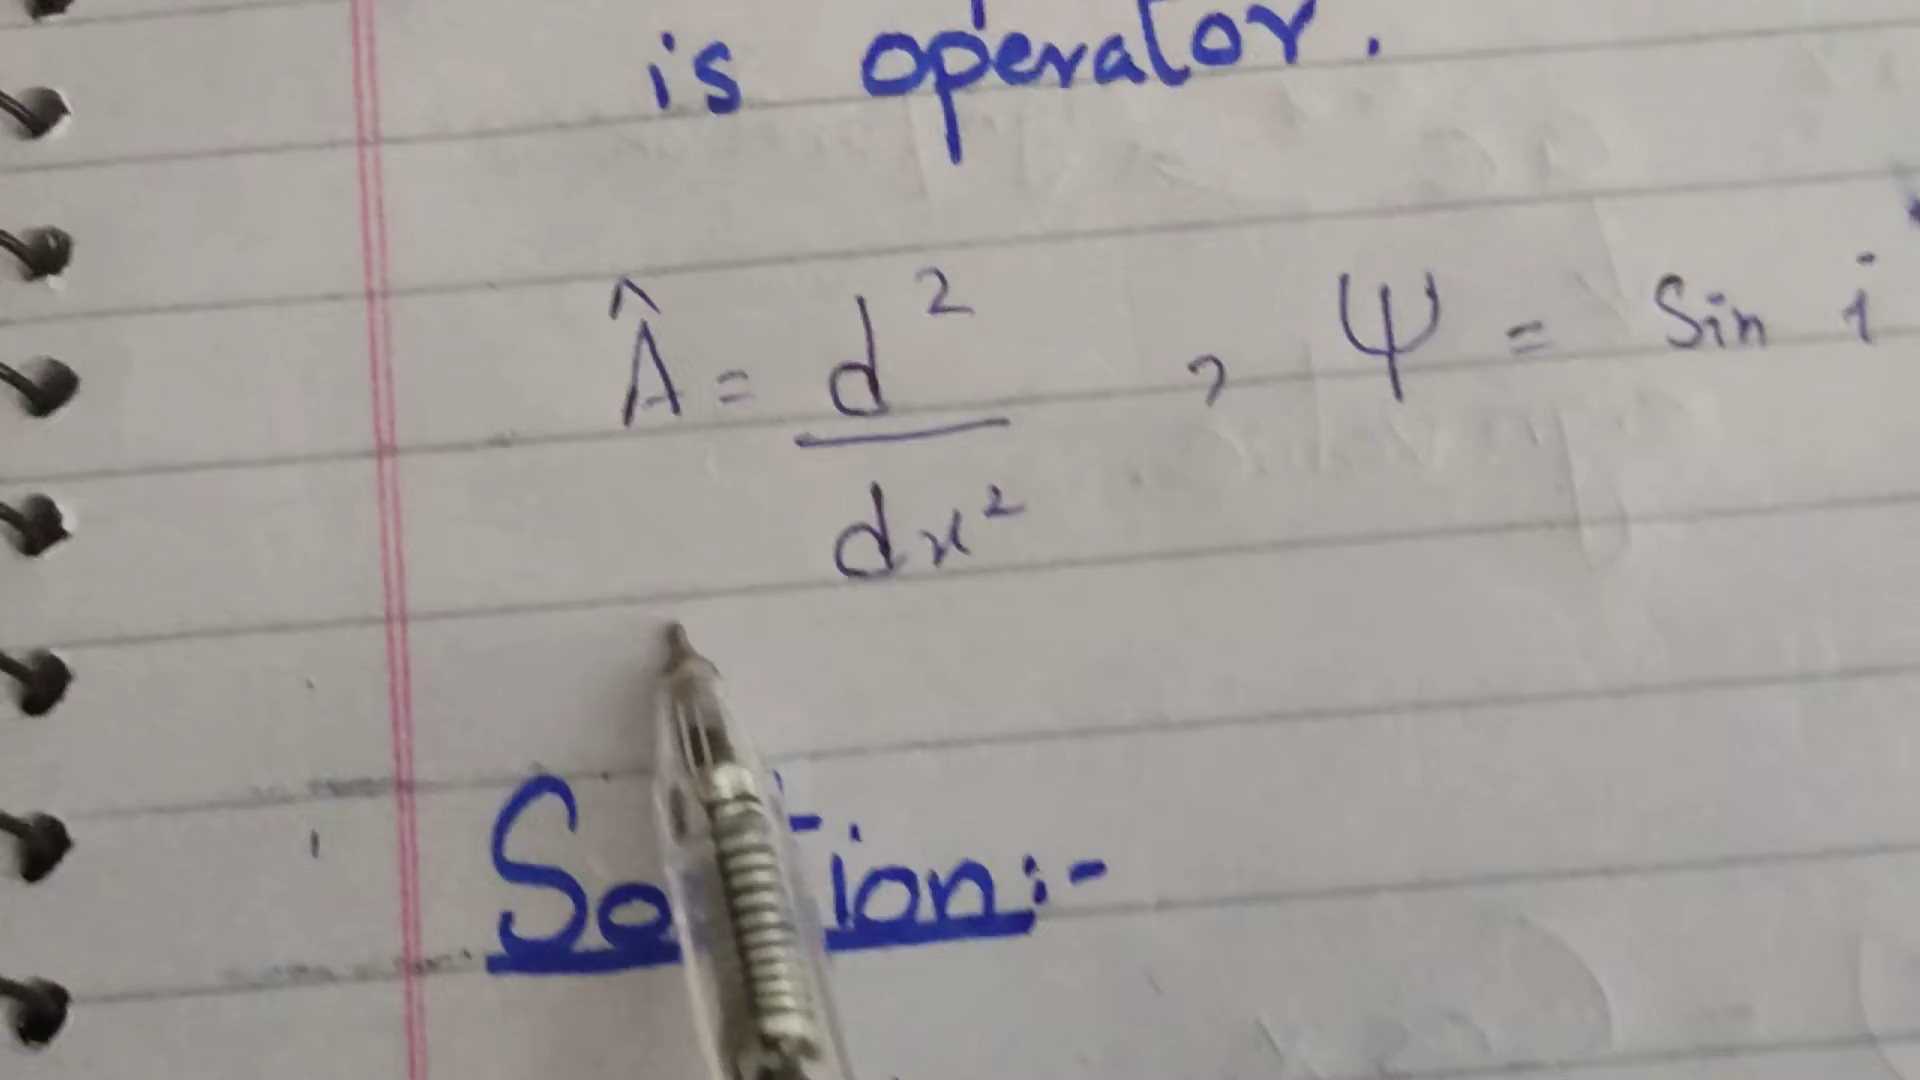 is operator.
Â = d² / dx² , Ψ = Sin i